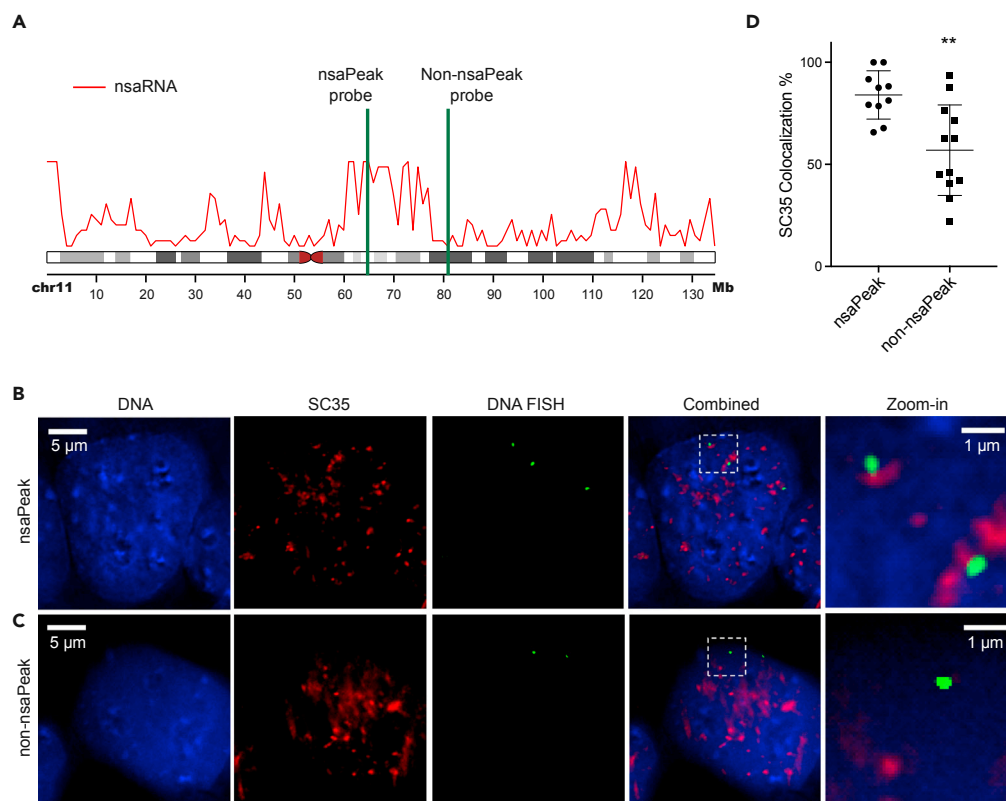 A
nsaRNA
nsaPeak
probe
Non-nsaPeak
probe
chr11 10 20 30 40 50 60 70 80 90 100 110 120 130 Mb
D
**
SC35 Colocalization %
100
50
0
nsaPeak
non-nsaPeak
B
DNA SC35 DNA FISH Combined Zoom-in
nsaPeak
5 µm
1 µm
C
non-nsaPeak
5 µm
1 µm